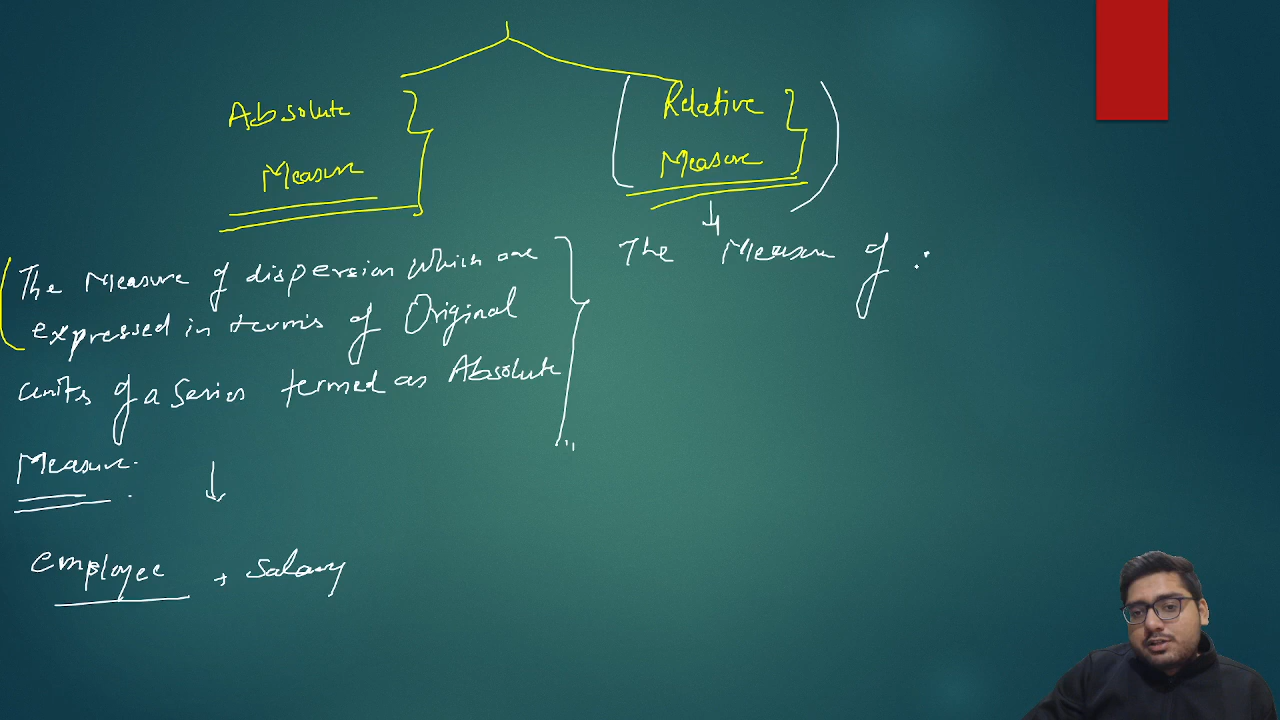 Absolute
Measure
Relative
Measure
The Measure of dispersion which are
expressed in terms of Original
units of a Series termed as Absolute
Measure.
employee + salary
The Measure of